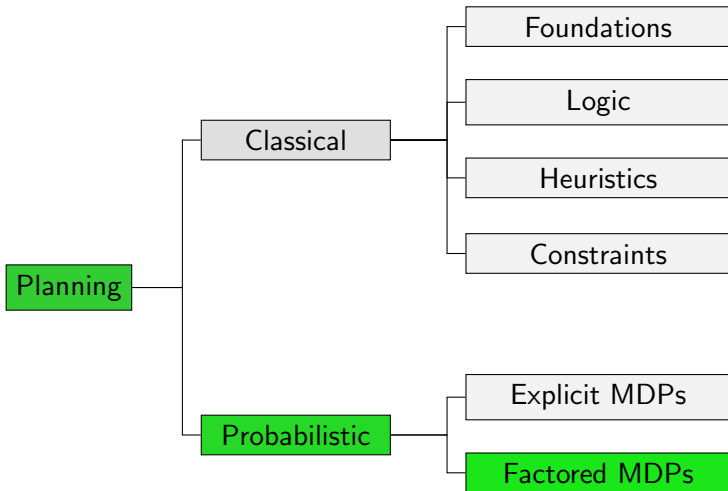 Foundations
Logic
Classical
Heuristics
Constraints
Planning
Explicit MDPs
Probabilistic
Factored MDPs